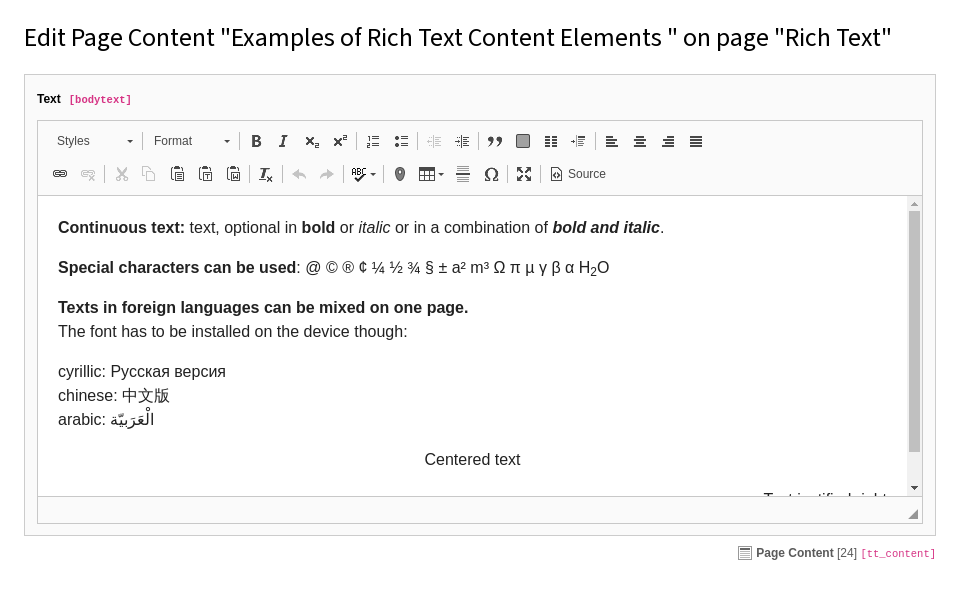 Edit Page Content "Examples of Rich Text Content Elements " on page "Rich Text"
Text [bodytext]
Styles Format
Source
Continuous text: text, optional in bold or italic or in a combination of bold and italic.
Special characters can be used: @ © ® ¢ ¼ ½ ¾ § ± a² m³ Ω π µ γ β α H₂O
Texts in foreign languages can be mixed on one page.
The font has to be installed on the device though:
cyrillic: Русская версия
chinese: 中文版
arabic: الْعَرَبيّة
Centered text
Text justified right
Page Content [24] [tt_content]